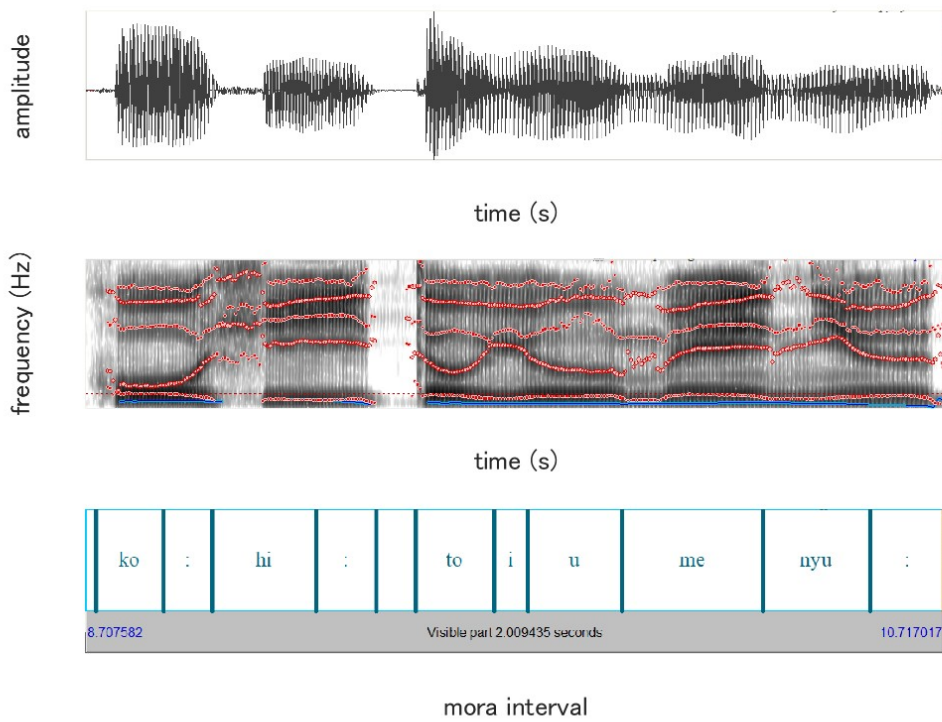 amplitude
time (s)
frequency (Hz)
time (s)
ko : hi : to i u me nyu :
8.707582 Visible part 2.009435 seconds 10.717017
mora interval